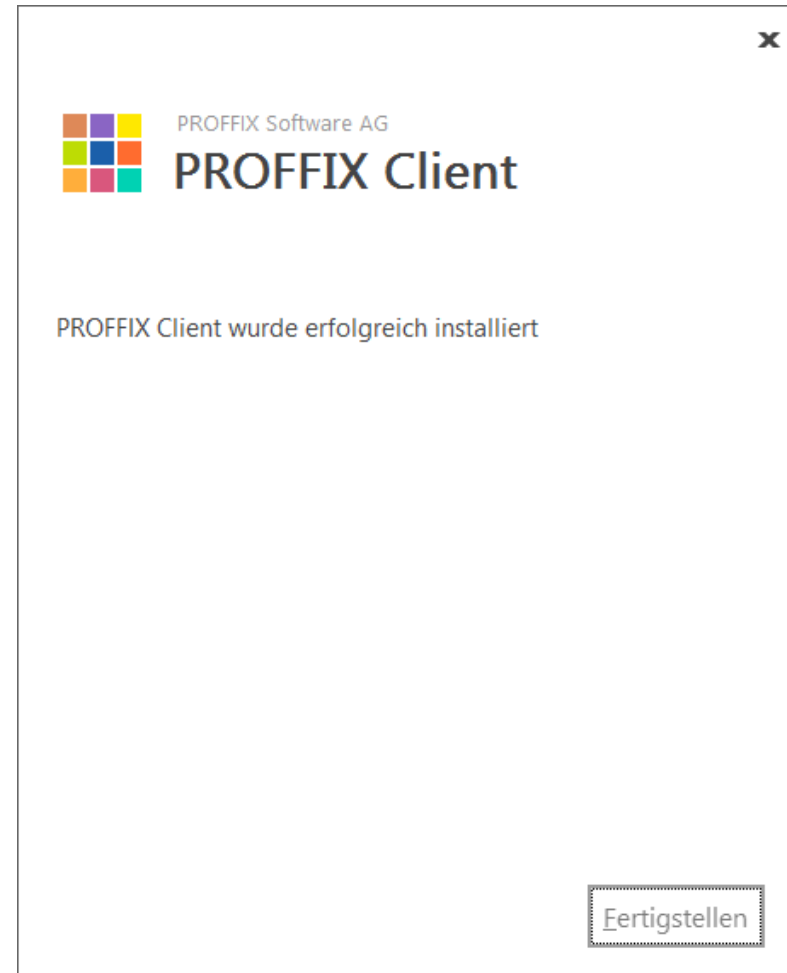 PROFFIX Software AG
PROFFIX Client
PROFFIX Client wurde erfolgreich installiert
Fertigstellen